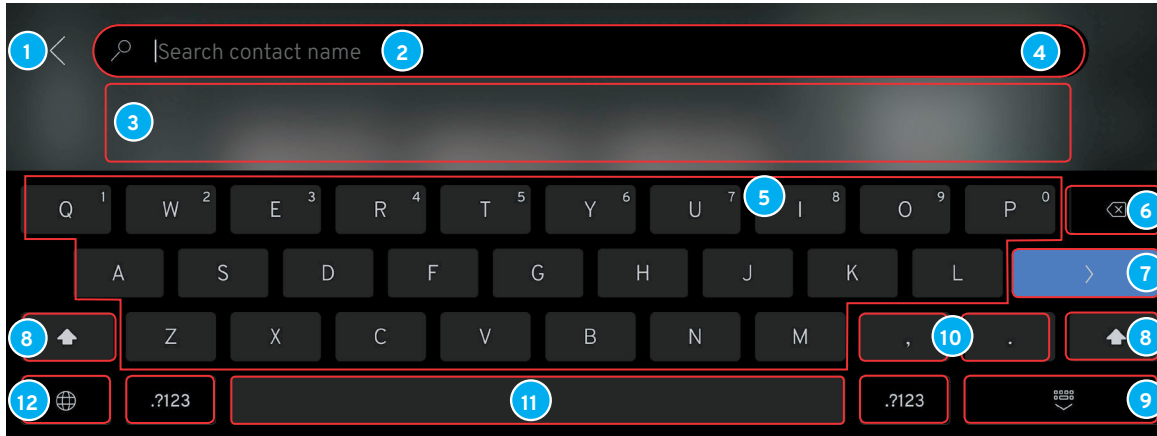 1 Search contact name 2 4
3
Q 1 W 2 E 3 R 4 T 5 Y 6 U 7 5 I 8 O 9 P 0 6
A S D F G H J K L 7
8 Z X C V B N M , 10 . 8
12 .?123 11 .?123 9